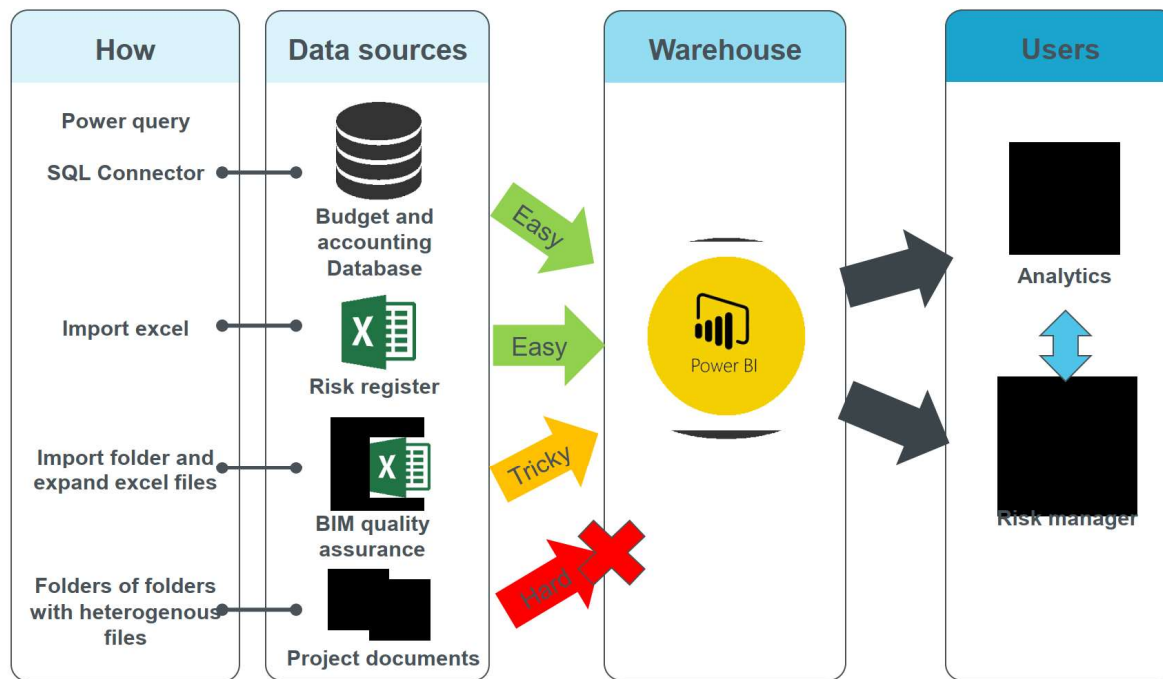 How
Data sources
Warehouse
Users
Power query
SQL Connector
Budget and
accounting
Database
Easy
Import excel
X
Risk register
Easy
Import folder and
expand excel files
X
BIM quality
assurance
Tricky
Folders of folders
with heterogenous
files
Project documents
Hard
Power BI
Analytics
Risk manager